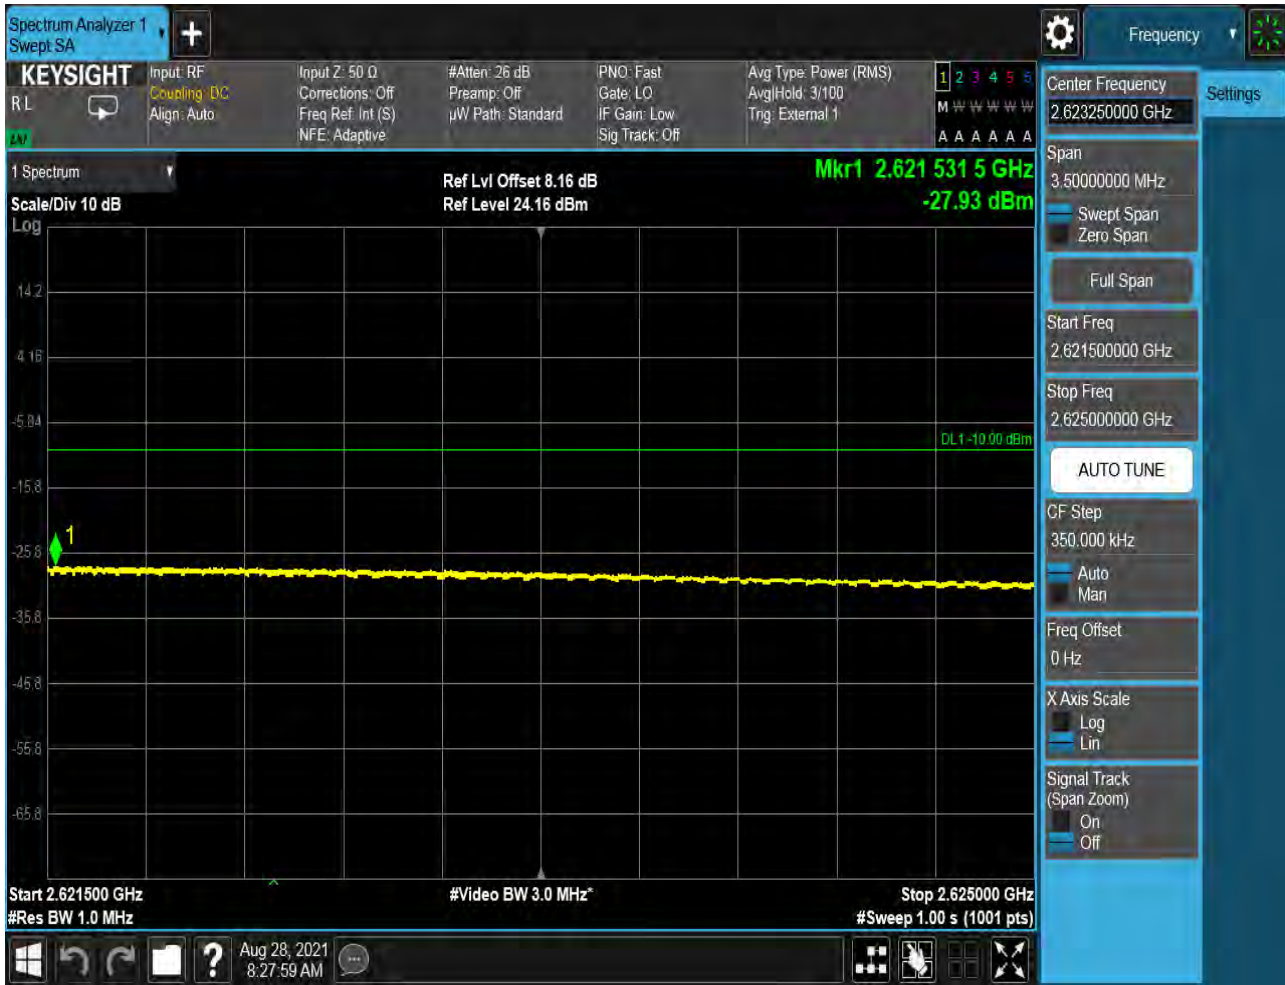 Spectrum Analyzer 1
Swept SA
Frequency
KEYSIGHT
R L
Input: RF
Coupling: DC
Align: Auto
Input Z: 50 Ω
Corrections: Off
Freq Ref: Int (S)
NFE: Adaptive
#Atten: 26 dB
Preamp: Off
µW Path: Standard
PNO: Fast
Gate: LO
IF Gain: Low
Sig Track: Off
Avg Type: Power (RMS)
Avg|Hold: 3/100
Trig: External 1
1 2 3 4 5 6
M W W W W W
A A A A A A
1 Spectrum
Scale/Div 10 dB
Log
Ref Lvl Offset 8.16 dB
Ref Level 24.16 dBm
Mkr1 2.621 531 5 GHz
-27.93 dBm
14.2
4.16
-5.84
DL1 -10.00 dBm
-15.8
1
-25.8
-35.8
-45.8
-55.8
-65.8
Start 2.621500 GHz
#Res BW 1.0 MHz
#Video BW 3.0 MHz*
Stop 2.625000 GHz
#Sweep 1.00 s (1001 pts)
Center Frequency
2.623250000 GHz
Settings
Span
3.50000000 MHz
Swept Span
Zero Span
Full Span
Start Freq
2.621500000 GHz
Stop Freq
2.625000000 GHz
AUTO TUNE
CF Step
350.000 kHz
Auto
Man
Freq Offset
0 Hz
X Axis Scale
Log
Lin
Signal Track
(Span Zoom)
On
Off
?
Aug 28, 2021
8:27:59 AM